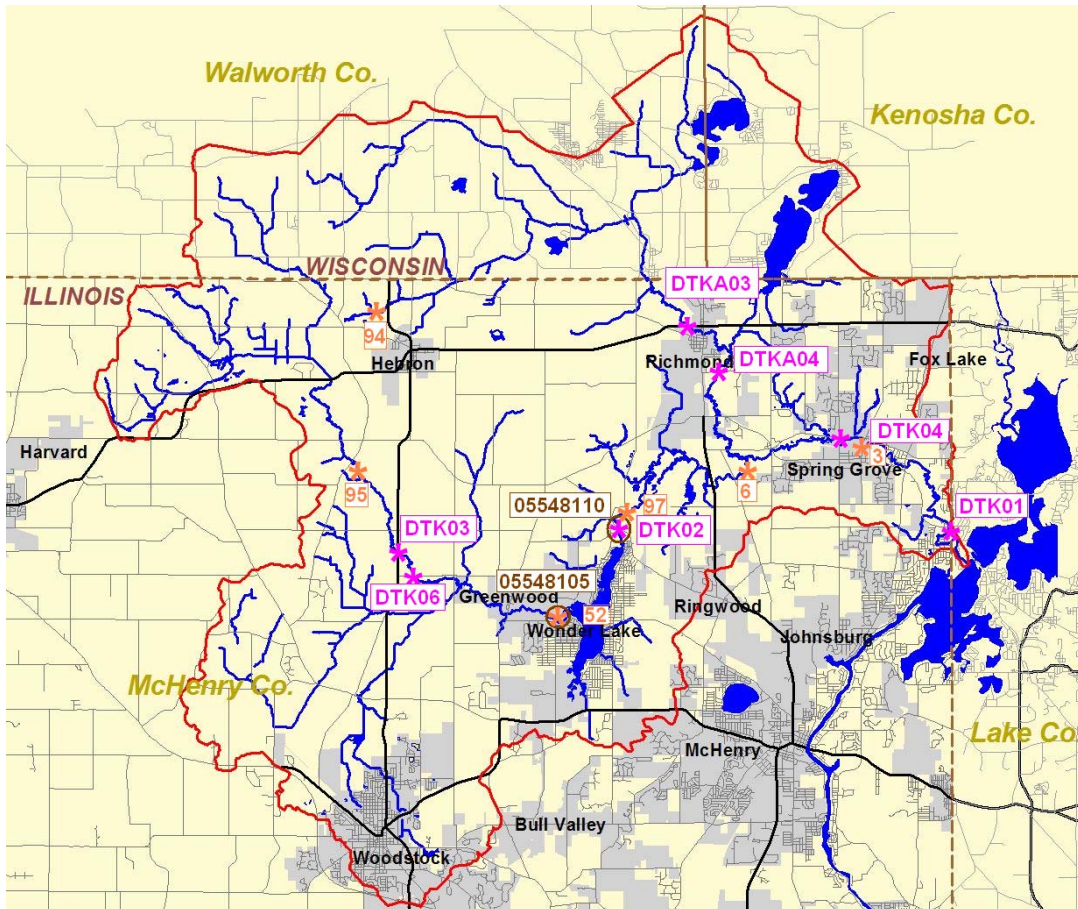 Walworth Co.
Kenosha Co.
WISCONSIN
ILLINOIS
DTKA03
94
Hebron
Richmond
DTKA04
Fox Lake
DTK04
Harvard
3
Spring Grove
95
6
05548110
97
DTK01
DTK02
DTK03
05548105
DTK06
Greenwood
Ringwood
52
Wonder Lake
Johnsburg
McHenry Co.
Lake Co.
McHenry
Bull Valley
Woodstock